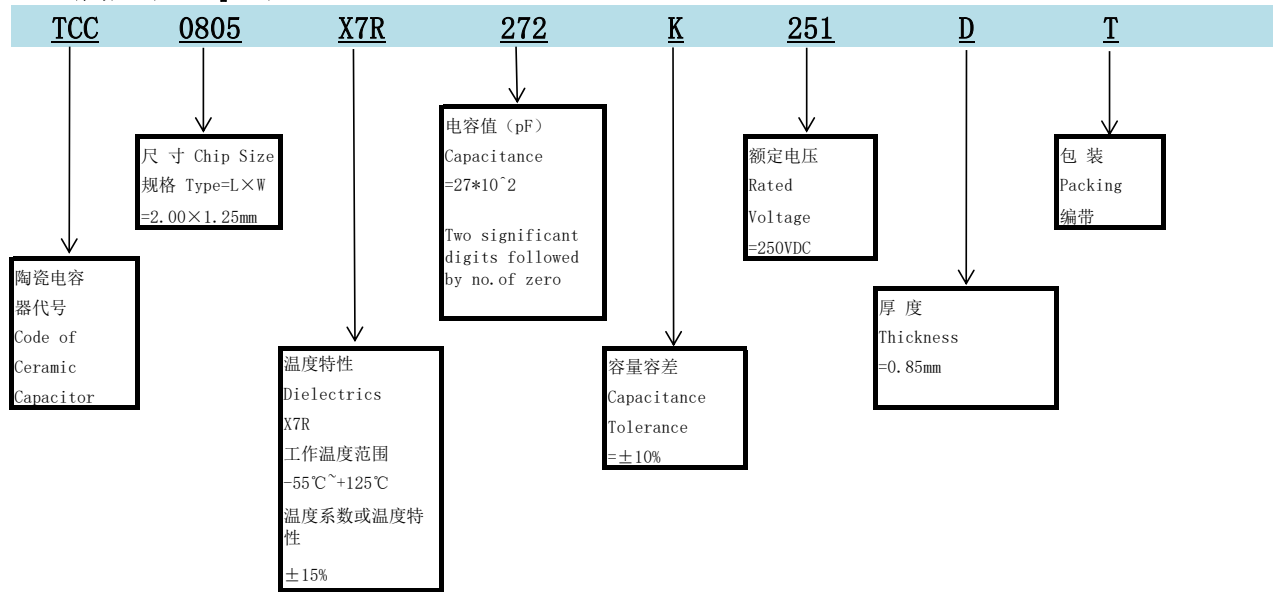 TCC 0805 X7R 272 K 251 D T
陶瓷电容
器代号
Code of
Ceramic
Capacitor
尺 寸 Chip Size
规格 Type=L×W
=2.00×1.25mm
温度特性
Dielectrics
X7R
工作温度范围
-55℃~+125℃
温度系数或温度特
性
±15%
电容值（pF）
Capacitance
=27*10^2
Two significant
digits followed
by no.of zero
容量容差
Capacitance
Tolerance
=±10%
额定电压
Rated
Voltage
=250VDC
厚 度
Thickness
=0.85mm
包 装
Packing
编带